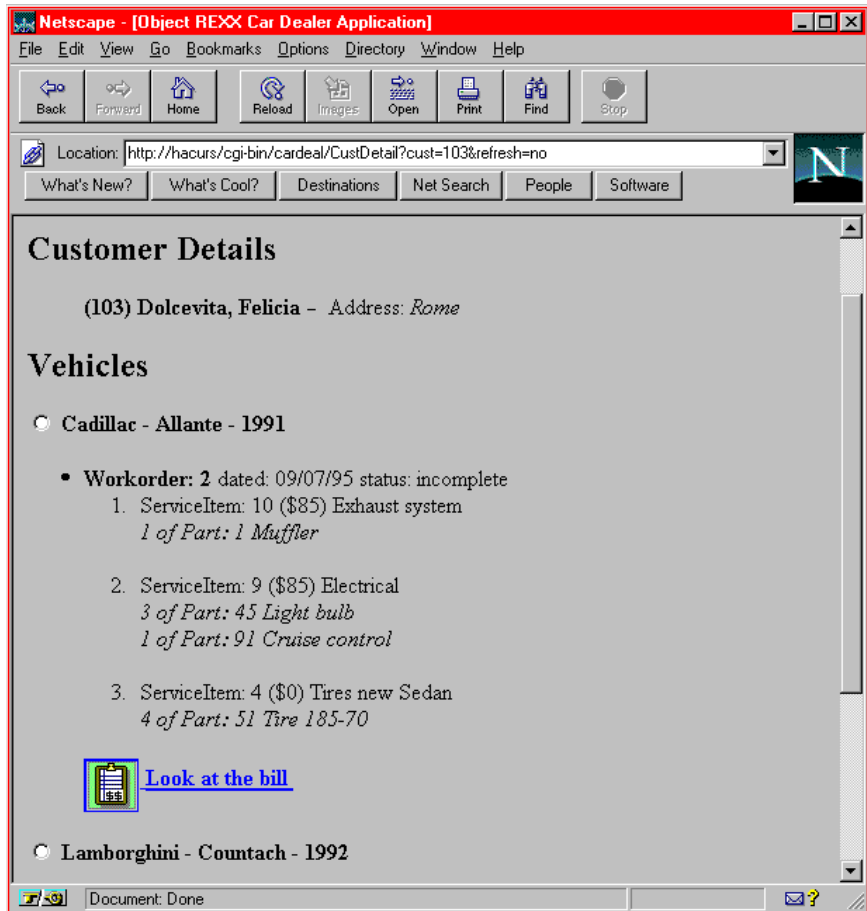 Netscape - [Object REXX Car Dealer Application]
File Edit View Go Bookmarks Options Directory Window Help
Back Forward Home Reload Images Open Print Find Stop
Location: http://hacurs/cgi-bin/cardeal/CustDetail?cust=103&refresh=no
N
What's New? What's Cool? Destinations Net Search People Software
Customer Details
(103) Dolcevita, Felicia – Address: Rome
Vehicles
Cadillac - Allante - 1991
• Workorder: 2 dated: 09/07/95 status: incomplete
1. ServiceItem: 10 ($85) Exhaust system
1 of Part: 1 Muffler
2. ServiceItem: 9 ($85) Electrical
3 of Part: 45 Light bulb
1 of Part: 91 Cruise control
3. ServiceItem: 4 ($0) Tires new Sedan
4 of Part: 51 Tire 185-70
$$ Look at the bill
Lamborghini - Countach - 1992
Document: Done ?